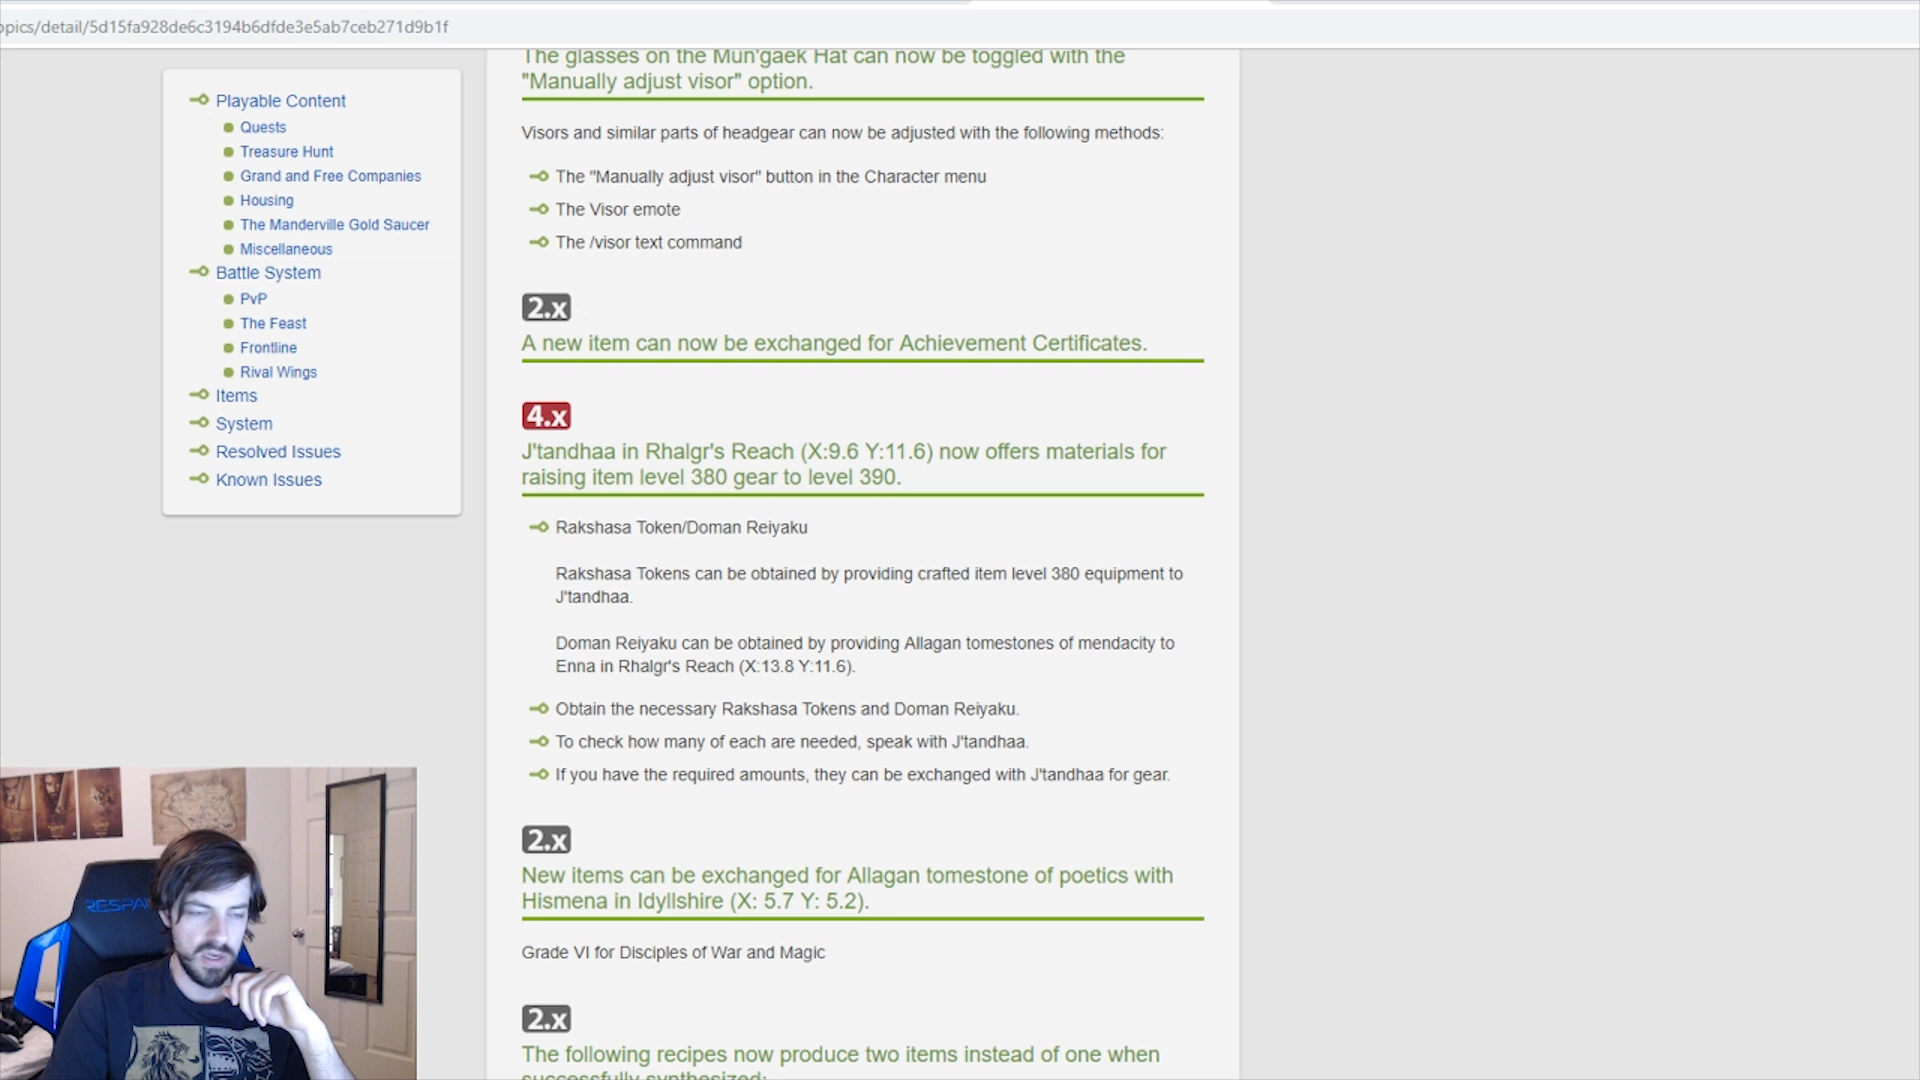 opics/detail/5d15fa928de6c3194b6dfde3e5ab7ceb271d9b1f
Playable Content
Quests
Treasure Hunt
Grand and Free Companies
Housing
The Manderville Gold Saucer
Miscellaneous
Battle System
PvP
The Feast
Frontline
Rival Wings
Items
System
Resolved Issues
Known Issues
The glasses on the Mun'gaek Hat can now be toggled with the
"Manually adjust visor" option.
Visors and similar parts of headgear can now be adjusted with the following methods:
The "Manually adjust visor" button in the Character menu
The Visor emote
The /visor text command
2.x
A new item can now be exchanged for Achievement Certificates.
4.x
J'tandhaa in Rhalgr's Reach (X:9.6 Y:11.6) now offers materials for
raising item level 380 gear to level 390.
Rakshasa Token/Doman Reiyaku
Rakshasa Tokens can be obtained by providing crafted item level 380 equipment to
J'tandhaa.
Doman Reiyaku can be obtained by providing Allagan tomestones of mendacity to
Enna in Rhalgr's Reach (X:13.8 Y:11.6).
Obtain the necessary Rakshasa Tokens and Doman Reiyaku.
To check how many of each are needed, speak with J'tandhaa.
If you have the required amounts, they can be exchanged with J'tandhaa for gear.
2.x
New items can be exchanged for Allagan tomestone of poetics with
Hismena in Idyllshire (X: 5.7 Y: 5.2).
Grade VI for Disciples of War and Magic
2.x
The following recipes now produce two items instead of one when
successfully synthesized:
RESPA